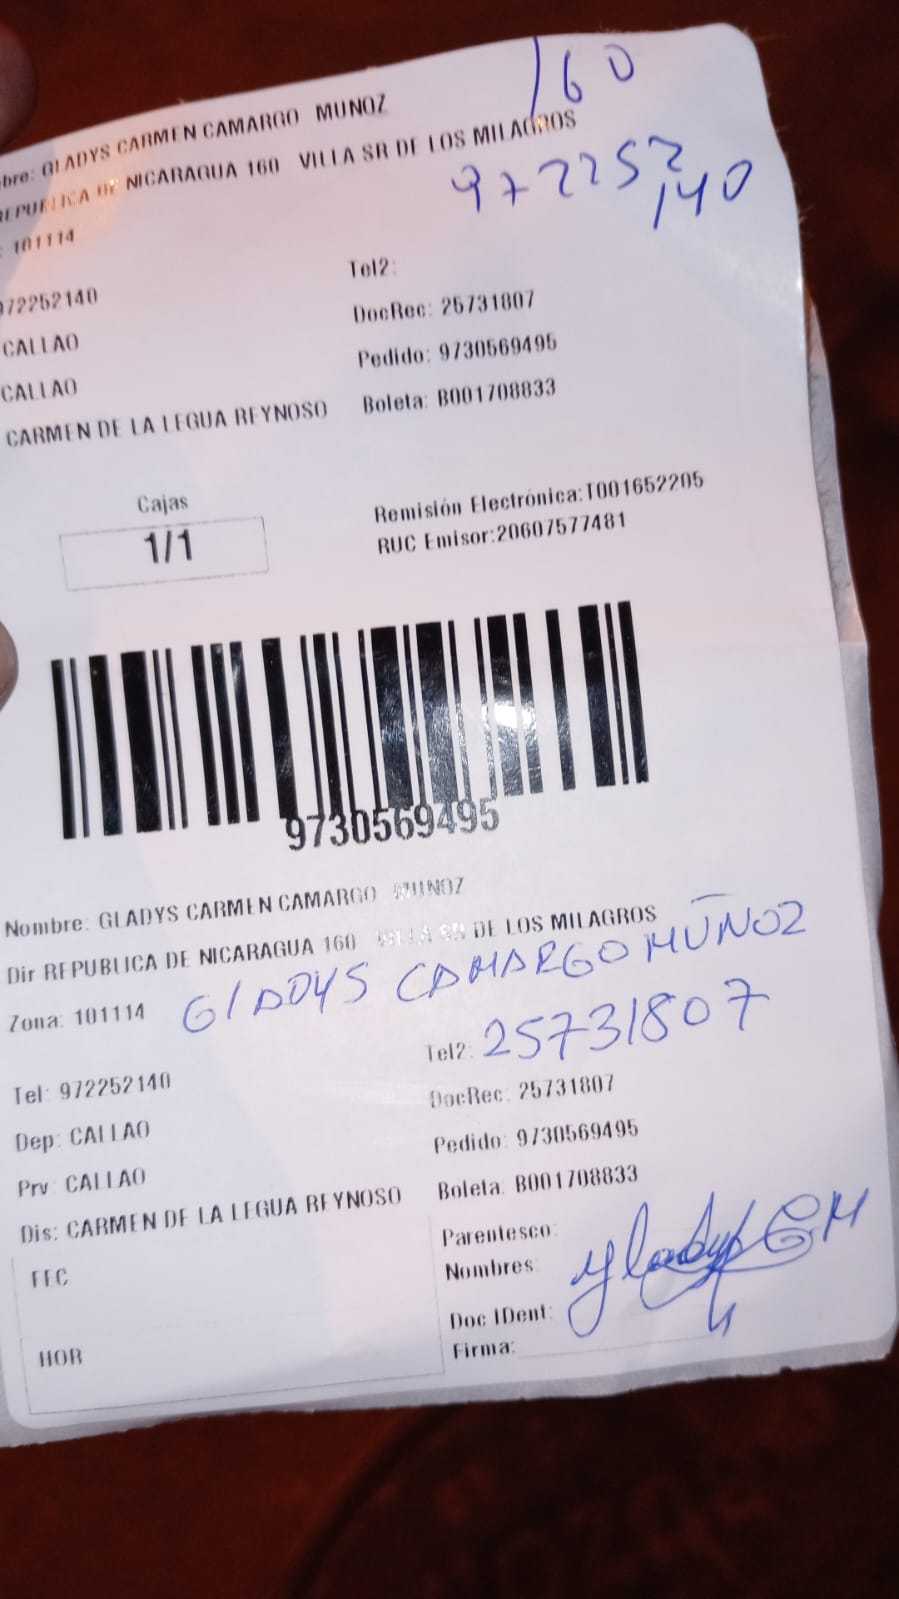 160
bre: GLADYS CARMEN CAMARGO MUNOZ
REPUBLICA DE NICARAGUA 160 VILLA SR DE LOS MILAGROS
972252
140
: 101114
Tel2:
972252140
DocRec: 25731807
CALLAO
Pedido: 9730569495
CALLAO
Boleta: B001708833
CARMEN DE LA LEGUA REYNOSO
Cajas
1/1
Remisión Electrónica:T001652205
RUC Emisor:20607577481
9730569495
Nombre: GLADYS CARMEN CAMARGO MUNOZ
Dir REPUBLICA DE NICARAGUA 160 VILLA SR DE LOS MILAGROS
GLADYS CAMARGO MUÑOZ
Zona: 101114
Tel2: 25731807
Tel: 972252140
DocRec: 25731807
Dep: CALLAO
Pedido: 9730569495
Prv: CALLAO
Boleta: B001708833
Dis: CARMEN DE LA LEGUA REYNOSO
Parentesco:
FEC
Nombres:
Doc IDent:
HOR
Firma: